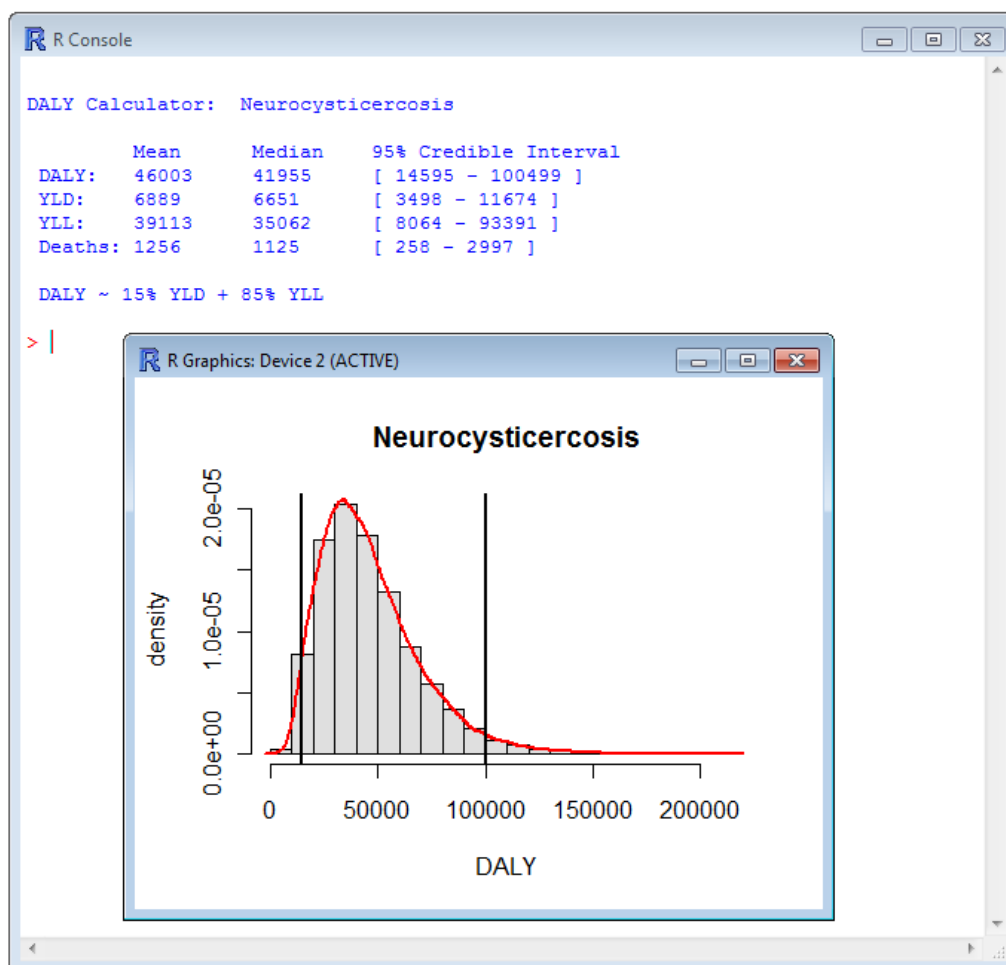 R Console
DALY Calculator: Neurocysticercosis
Mean Median 95% Credible Interval
DALY: 46003 41955 [ 14595 - 100499 ]
YLD: 6889 6651 [ 3498 - 11674 ]
YLL: 39113 35062 [ 8064 - 93391 ]
Deaths: 1256 1125 [ 258 - 2997 ]
DALY ~ 15% YLD + 85% YLL
>
R Graphics: Device 2 (ACTIVE)
Neurocysticercosis
density
0.0e+00 1.0e-05 2.0e-05
0 50000 100000 150000 200000
DALY